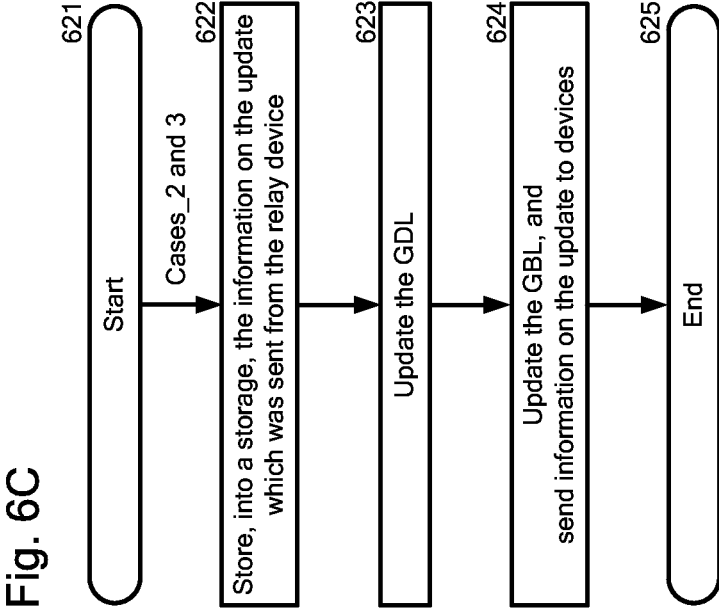 Fig. 6C
621
Start
Cases_2 and 3
622
Store, into a storage, the information on the update
which was sent from the relay device
623
Update the GDL
624
Update the GBL, and
send information on the update to devices
625
End